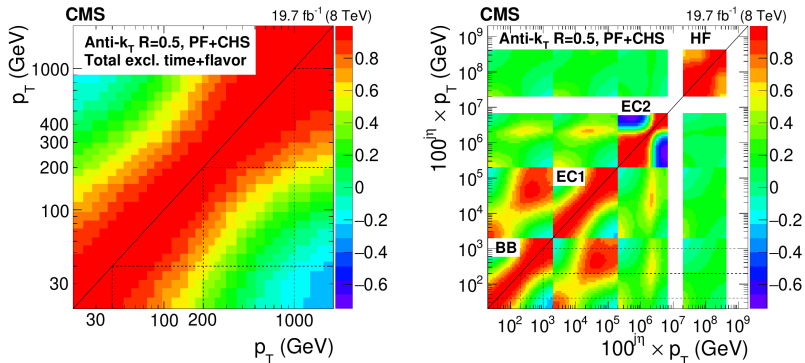 CMS
19.7 fb⁻¹ (8 TeV)
p_T (GeV)
Anti-k_T R=0.5, PF+CHS
Total excl. time+flavor
1000
400
300
200
100
30
30
100
200
1000
p_T (GeV)
0.8
0.6
0.4
0.2
0
−0.2
−0.4
−0.6
CMS
19.7 fb⁻¹ (8 TeV)
100^jη × p_T (GeV)
Anti-k_T R=0.5, PF+CHS
HF
EC2
EC1
BB
10⁹
10⁸
10⁷
10⁶
10⁵
10⁴
10³
10²
10² 10³ 10⁴ 10⁵ 10⁶ 10⁷ 10⁸ 10⁹
100^jη × p_T (GeV)
0.8
0.6
0.4
0.2
0
−0.2
−0.4
−0.6